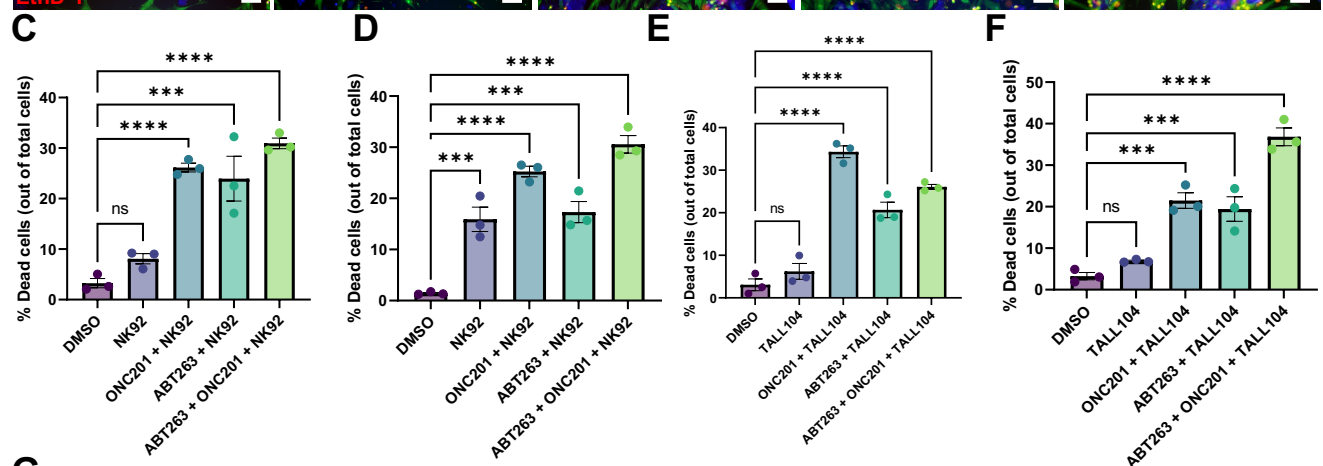 EthD-1
C
D
E
F
% Dead cells (out of total cells)
40
30
20
10
0
****
***
****
ns
DMSO
NK92
ONC201 + NK92
ABT263 + NK92
ABT263 + ONC201 + NK92
% Dead cells (out of total cells)
40
30
20
10
0
****
***
****
***
DMSO
NK92
ONC201 + NK92
ABT263 + NK92
ABT263 + ONC201 + NK92
% Dead cells (out of total cells)
40
30
20
10
0
****
****
****
ns
DMSO
TALL104
ONC201 + TALL104
ABT263 + TALL104
ABT263 + ONC201 + TALL104
% Dead cells (out of total cells)
50
40
30
20
10
0
****
***
***
ns
DMSO
TALL104
ONC201 + TALL104
ABT263 + TALL104
ABT263 + ONC201 + TALL104